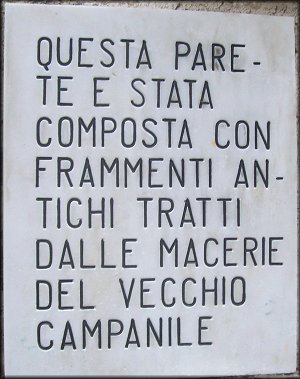 QUESTA PARE-
TE E STATA
COMPOSTA CON
FRAMMENTI AN-
TICHI TRATTI
DALLE MACERIE
DEL VECCHIO
CAMPANILE